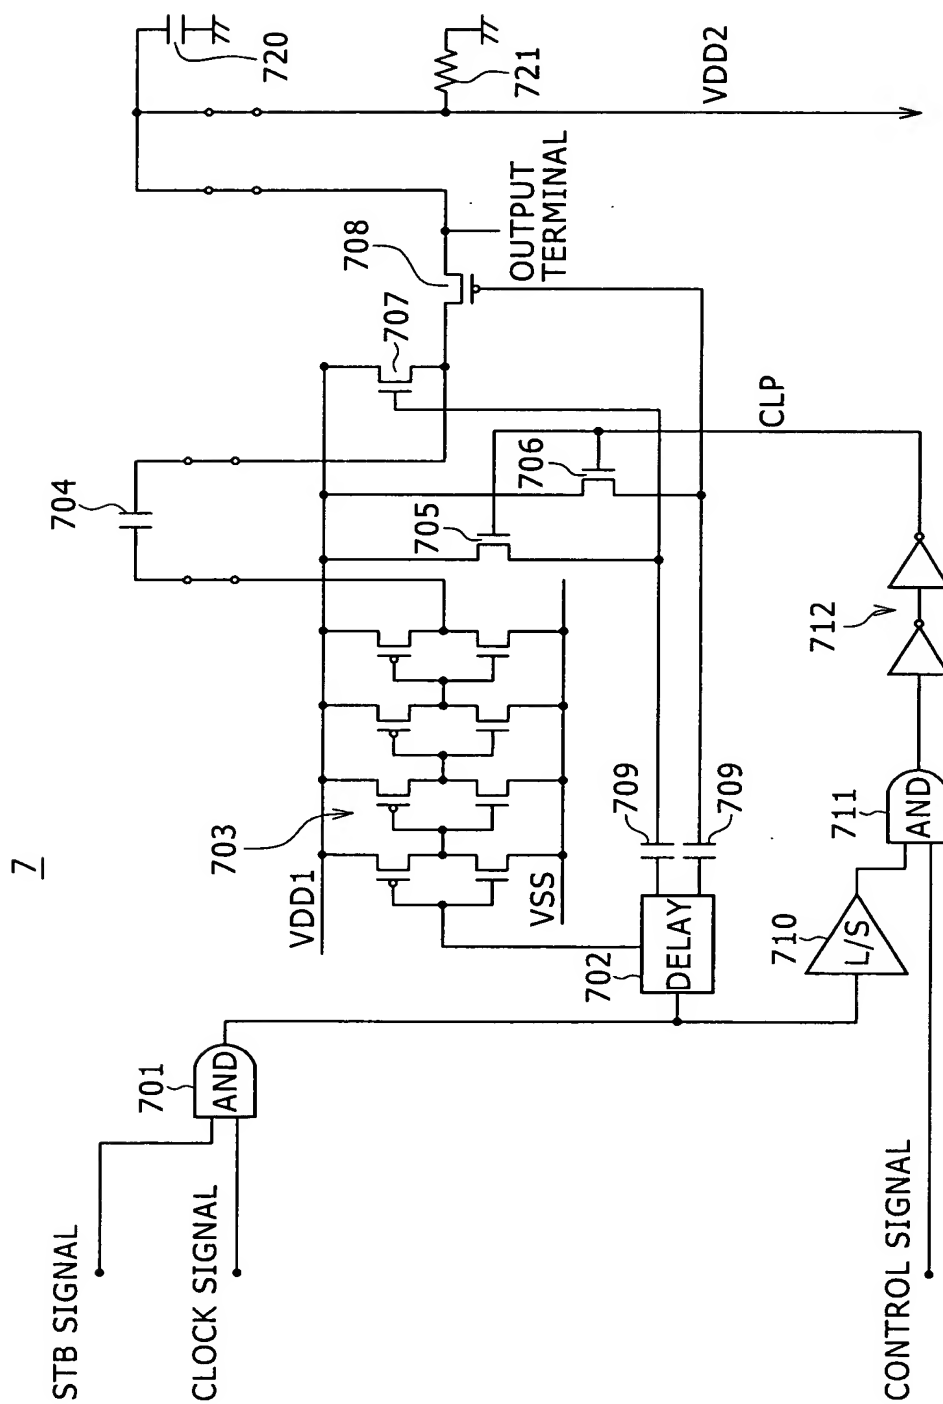 7
STB SIGNAL
CLOCK SIGNAL
CONTROL SIGNAL
701
AND
702
DELAY
VDD1
703
VSS
709
709
710
L/S
711
AND
712
704
705
706
CLP
707
708
OUTPUT
TERMINAL
720
721
VDD2